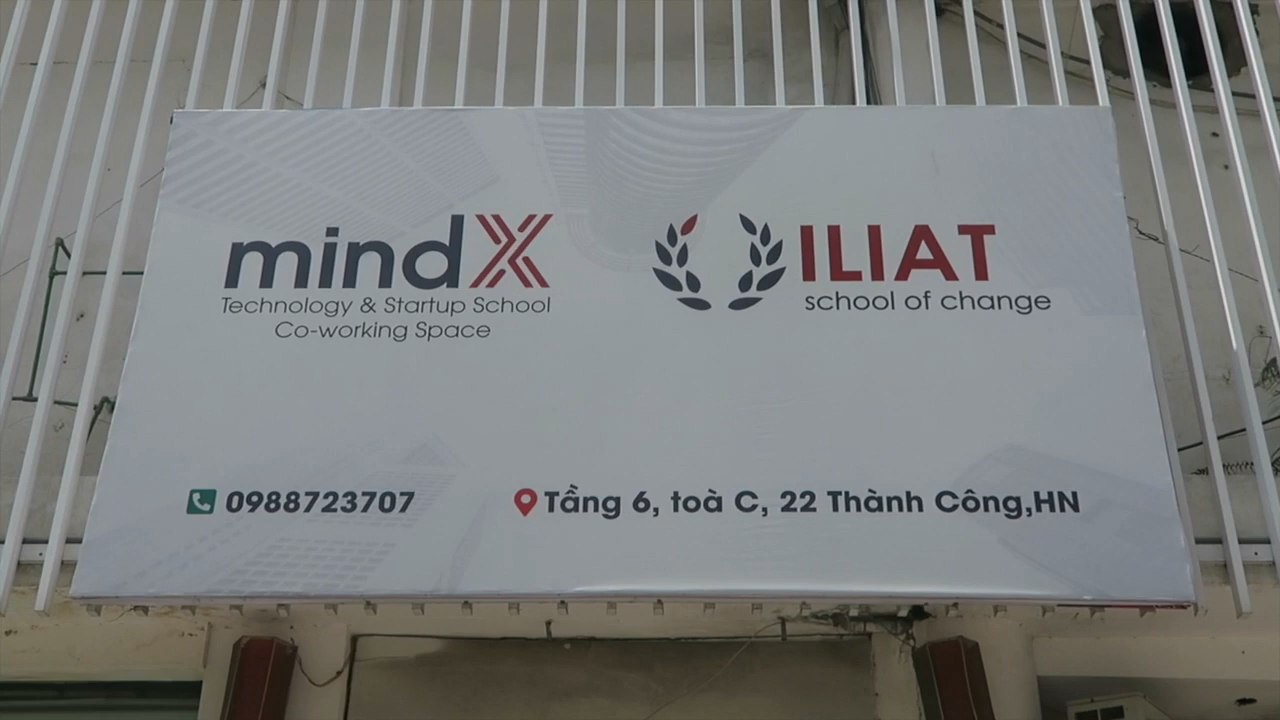 mindX
Technology & Startup School
Co-working Space
ILIAT
school of change
0988723707
Tầng 6, toà C, 22 Thành Công,HN